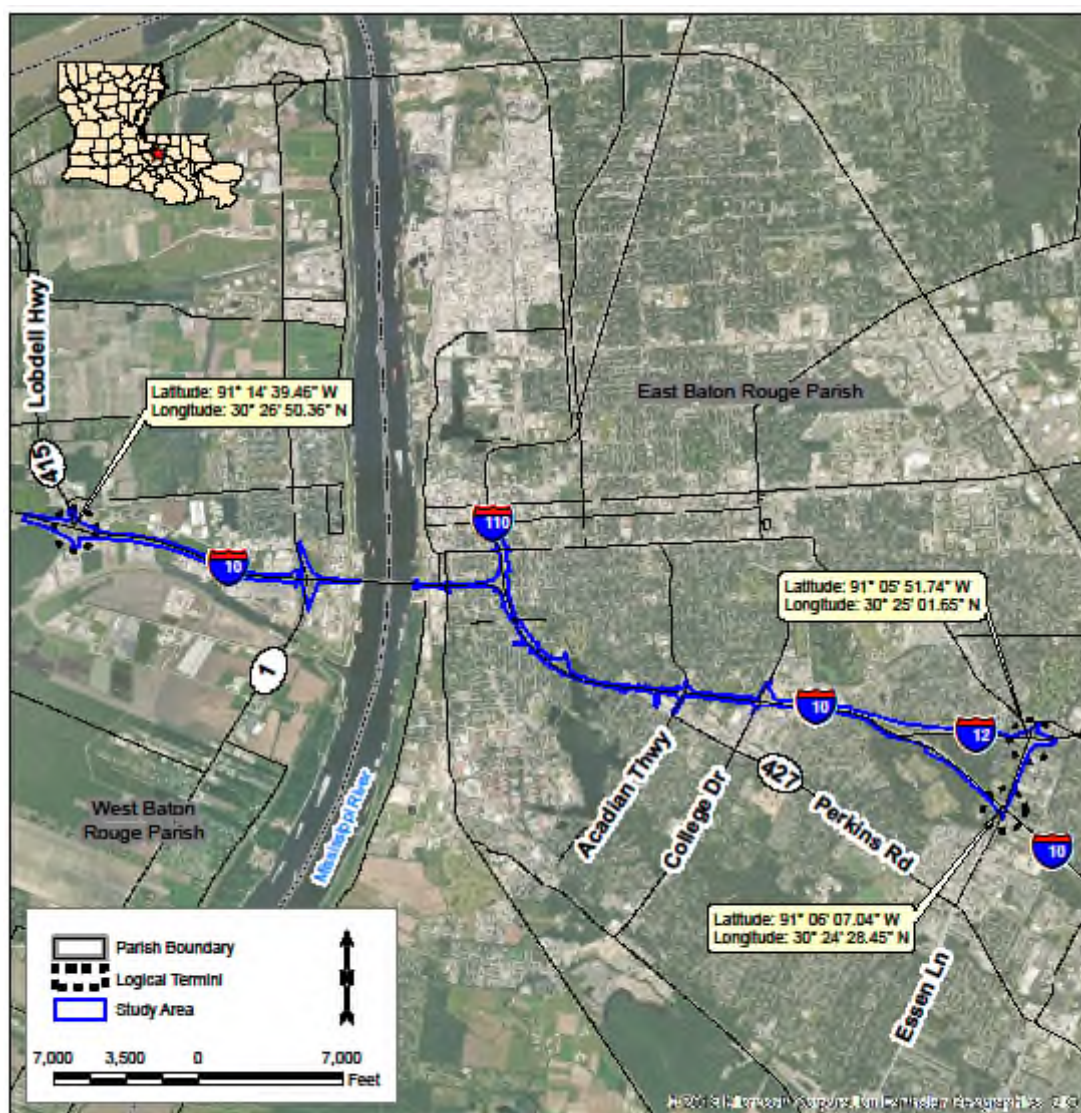 Lobdell Hwy
415
Latitude: 91° 14' 39.46" W
Longitude: 30° 26' 50.36" N
East Baton Rouge Parish
110
10
1
Latitude: 91° 05' 51.74" W
Longitude: 30° 25' 01.65" N
10
12
Acadian Thwy
College Dr
427
Perkins Rd
10
West Baton
Rouge Parish
Mississippi River
Latitude: 91° 06' 07.04" W
Longitude: 30° 24' 28.45" N
Essen Ln
Parish Boundary
Logical Termini
Study Area
N
7,000 3,500 0 7,000
Feet